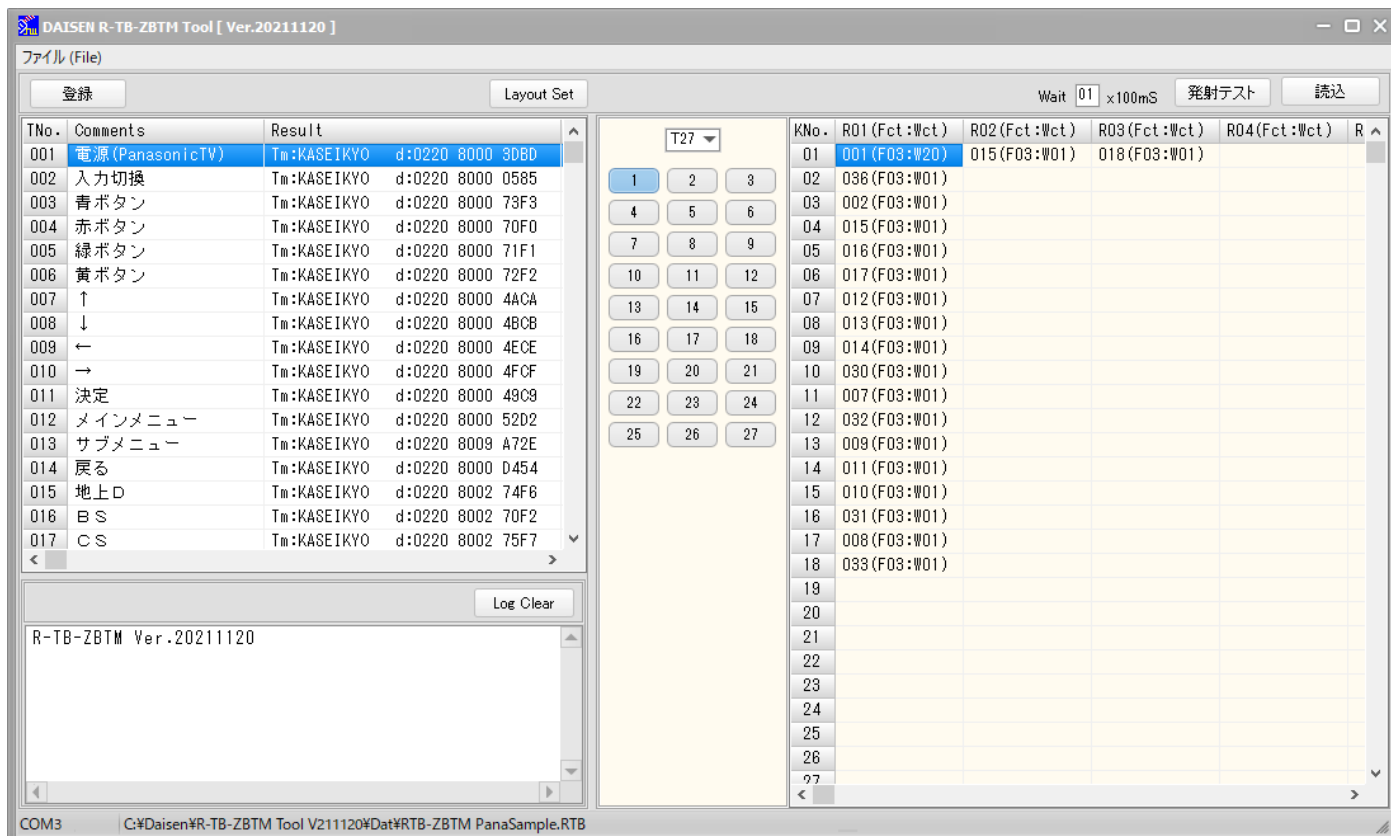 DAISEN R-TB-ZBTM Tool [ Ver.20211120 ]
ファイル (File)
登録
Layout Set
Wait 01 x100mS
発射テスト
読込
TNo. Comments Result
001 電源(PanasonicTV) Tm:KASEIKYO d:0220 8000 3DBD
002 入力切換 Tm:KASEIKYO d:0220 8000 0585
003 青ボタン Tm:KASEIKYO d:0220 8000 73F3
004 赤ボタン Tm:KASEIKYO d:0220 8000 70F0
005 緑ボタン Tm:KASEIKYO d:0220 8000 71F1
006 黄ボタン Tm:KASEIKYO d:0220 8000 72F2
007 ↑ Tm:KASEIKYO d:0220 8000 4ACA
008 ↓ Tm:KASEIKYO d:0220 8000 4BCB
009 ← Tm:KASEIKYO d:0220 8000 4ECE
010 → Tm:KASEIKYO d:0220 8000 4FCF
011 決定 Tm:KASEIKYO d:0220 8000 49C9
012 メインメニュー Tm:KASEIKYO d:0220 8000 52D2
013 サブメニュー Tm:KASEIKYO d:0220 8009 A72E
014 戻る Tm:KASEIKYO d:0220 8000 D454
015 地上D Tm:KASEIKYO d:0220 8002 74F6
016 BS Tm:KASEIKYO d:0220 8002 70F2
017 CS Tm:KASEIKYO d:0220 8002 75F7
Log Clear
R-TB-ZBTM Ver.20211120
T27
1 2 3
4 5 6
7 8 9
10 11 12
13 14 15
16 17 18
19 20 21
22 23 24
25 26 27
KNo. R01(Fct:Wct) R02(Fct:Wct) R03(Fct:Wct) R04(Fct:Wct) R
01 001(F03:W20) 015(F03:W01) 018(F03:W01)
02 036(F03:W01)
03 002(F03:W01)
04 015(F03:W01)
05 016(F03:W01)
06 017(F03:W01)
07 012(F03:W01)
08 013(F03:W01)
09 014(F03:W01)
10 030(F03:W01)
11 007(F03:W01)
12 032(F03:W01)
13 009(F03:W01)
14 011(F03:W01)
15 010(F03:W01)
16 031(F03:W01)
17 008(F03:W01)
18 033(F03:W01)
19
20
21
22
23
24
25
26
27
COM3 C:¥Daisen¥R-TB-ZBTM Tool V211120¥Dat¥RTB-ZBTM PanaSample.RTB